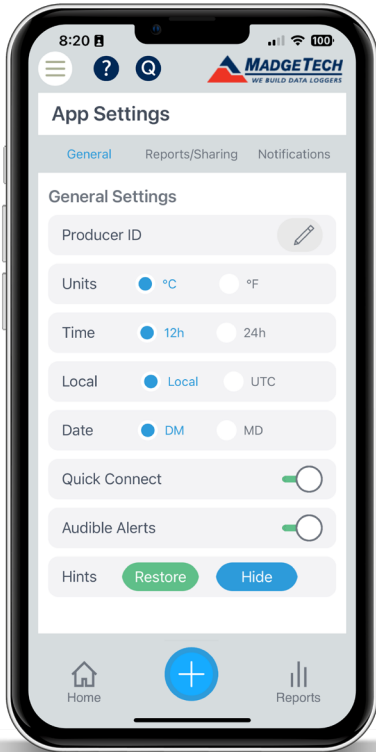 8:20
100
? Q MADGETECH
WE BUILD DATA LOGGERS
App Settings
General Reports/Sharing Notifications
General Settings
Producer ID
Units °C °F
Time 12h 24h
Local Local UTC
Date DM MD
Quick Connect
Audible Alerts
Hints Restore Hide
Home Reports